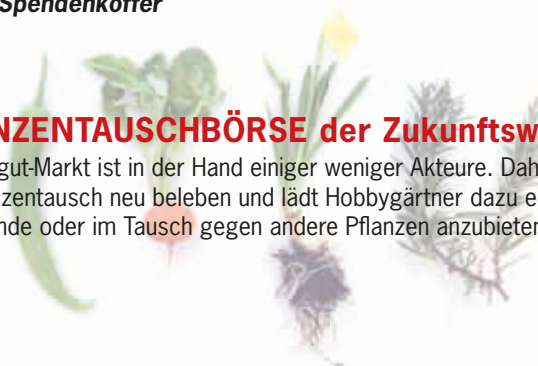 Spendenkoffer
NZENTAUSCHBÖRSE der Zukunftsw
gut-Markt ist in der Hand einiger weniger Akteure. Dah
zentausch neu beleben und lädt Hobbygärtner dazu e
nde oder im Tausch gegen andere Pflanzen anzubieten